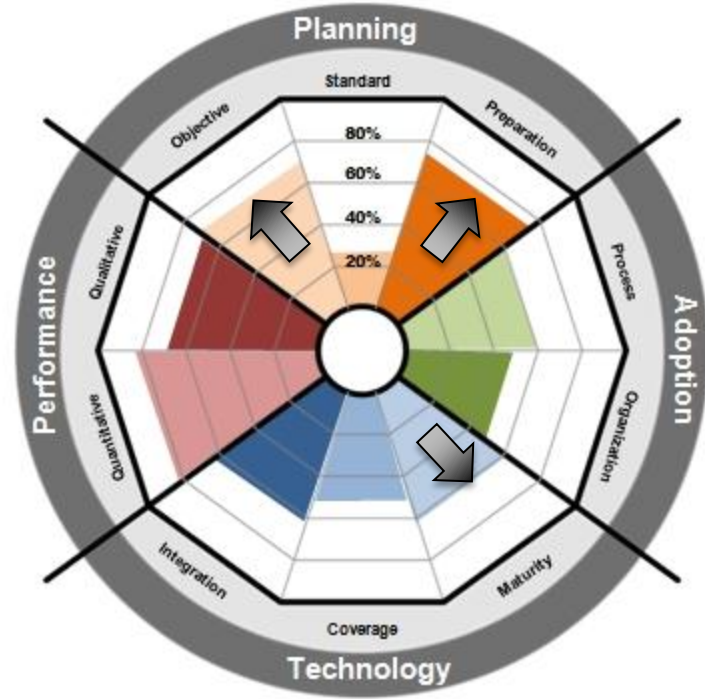 Planning
Standard
Objective
Preparation
80%
60%
40%
20%
Qualitative
Process
Performance
Adoption
Quantitative
Organization
Integration
Maturity
Coverage
Technology